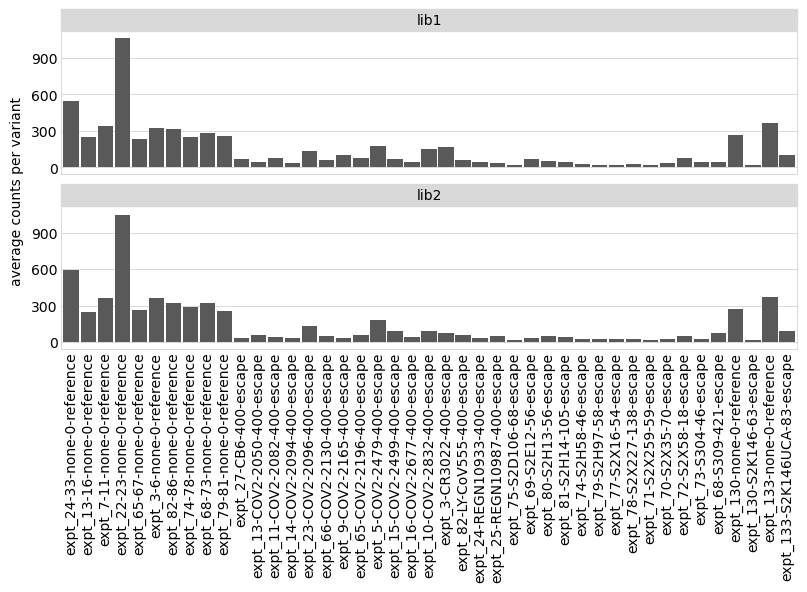 lib1
900
600
300
0
lib2
900
600
300
0
average counts per variant
expt_24-33-none-0-reference
expt_13-16-none-0-reference
expt_7-11-none-0-reference
expt_22-23-none-0-reference
expt_65-67-none-0-reference
expt_3-6-none-0-reference
expt_82-86-none-0-reference
expt_74-78-none-0-reference
expt_68-73-none-0-reference
expt_79-81-none-0-reference
expt_27-CB6-400-escape
expt_13-COV2-2050-400-escape
expt_11-COV2-2082-400-escape
expt_14-COV2-2094-400-escape
expt_23-COV2-2096-400-escape
expt_66-COV2-2130-400-escape
expt_9-COV2-2165-400-escape
expt_65-COV2-2196-400-escape
expt_5-COV2-2479-400-escape
expt_15-COV2-2499-400-escape
expt_16-COV2-2677-400-escape
expt_10-COV2-2832-400-escape
expt_3-CR3022-400-escape
expt_82-LY-CoV555-400-escape
expt_24-REGN10933-400-escape
expt_25-REGN10987-400-escape
expt_75-S2D106-68-escape
expt_69-S2E12-56-escape
expt_80-S2H13-56-escape
expt_81-S2H14-105-escape
expt_74-S2H58-46-escape
expt_79-S2H97-58-escape
expt_77-S2X16-54-escape
expt_78-S2X227-138-escape
expt_71-S2X259-59-escape
expt_70-S2X35-70-escape
expt_72-S2X58-18-escape
expt_73-S304-46-escape
expt_68-S309-421-escape
expt_130-none-0-reference
expt_130-S2K146-63-escape
expt_133-none-0-reference
expt_133-S2K146UCA-83-escape